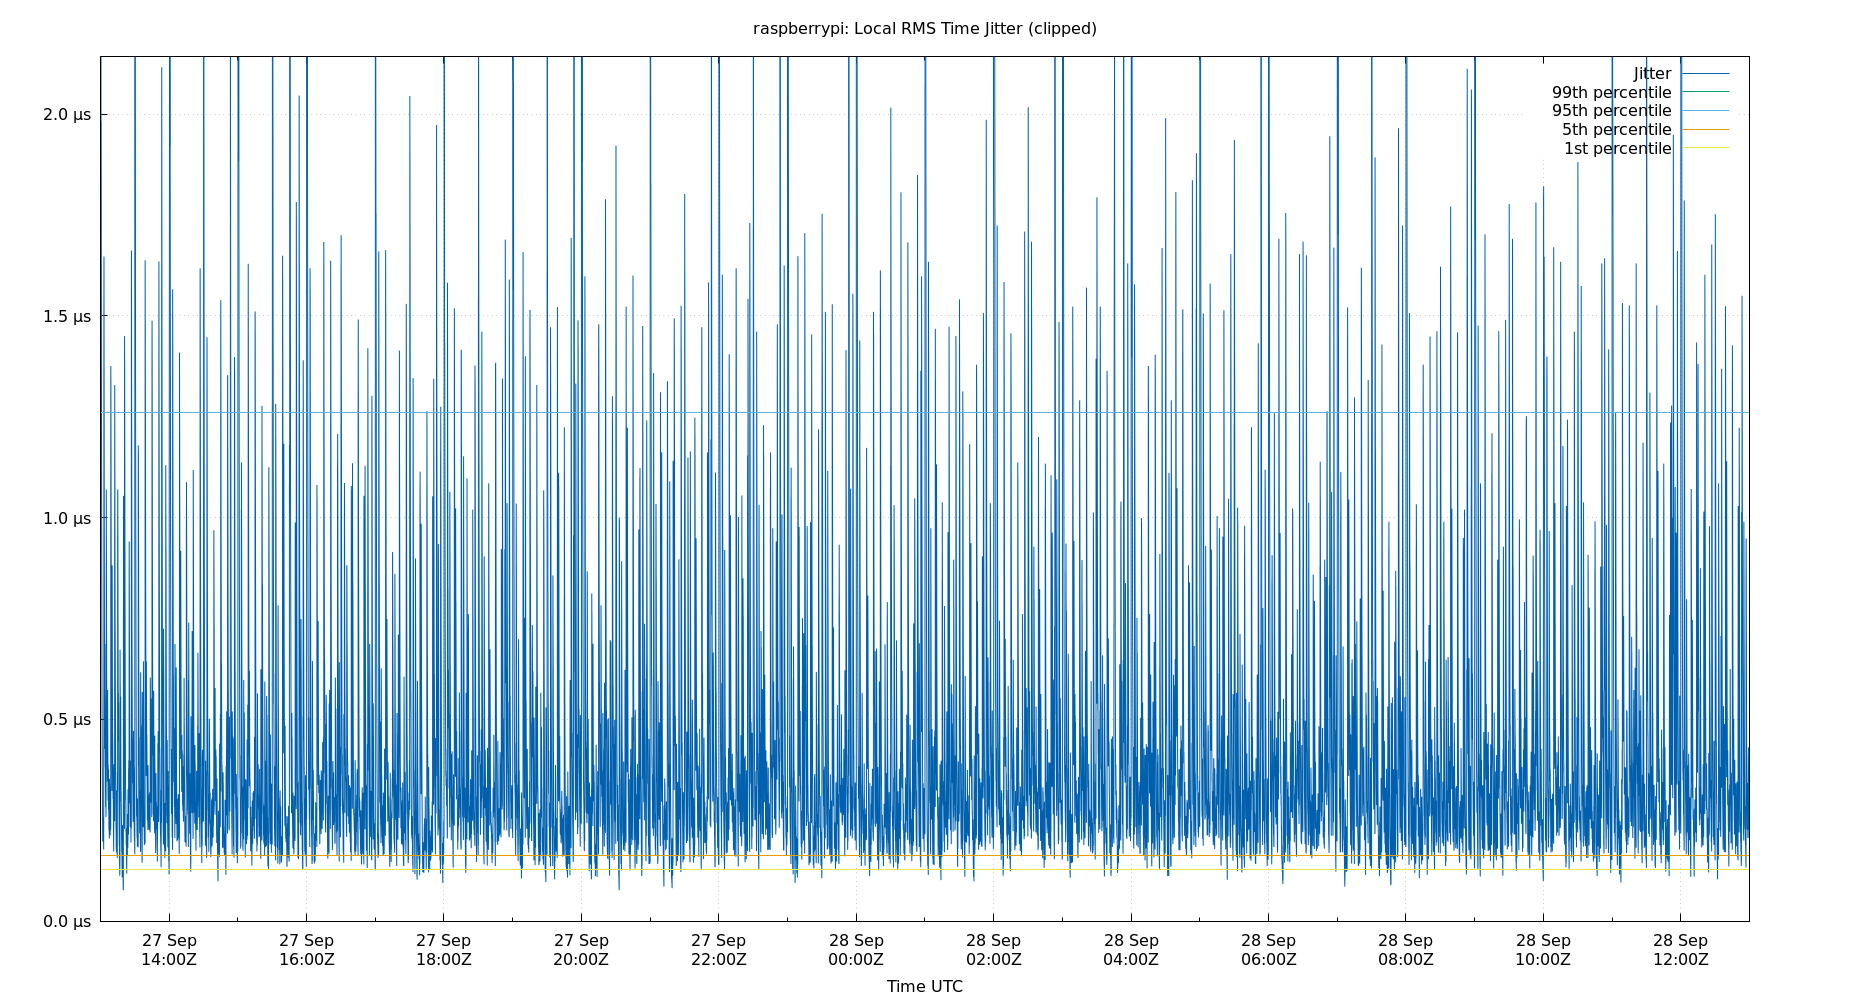 raspberrypi: Local RMS Time Jitter (clipped)
Jitter
99th percentile
95th percentile
5th percentile
1st percentile
2.0 µs
1.5 µs
1.0 µs
0.5 µs
0.0 µs
27 Sep 27 Sep 27 Sep 27 Sep 27 Sep 28 Sep 28 Sep 28 Sep 28 Sep 28 Sep 28 Sep 28 Sep
14:00Z 16:00Z 18:00Z 20:00Z 22:00Z 00:00Z 02:00Z 04:00Z 06:00Z 08:00Z 10:00Z 12:00Z
Time UTC